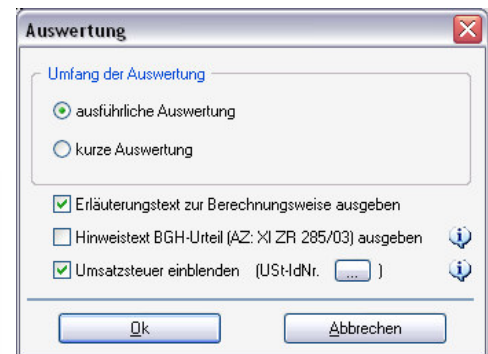 Auswertung
Umfang der Auswertung
ausführliche Auswertung
kurze Auswertung
Erläuterungstext zur Berechnungsweise ausgeben
Hinweistext BGH-Urteil (AZ: XI ZR 285/03) ausgeben
Umsatzsteuer einblenden (USt-IdNr. ... )
Ok Abbrechen